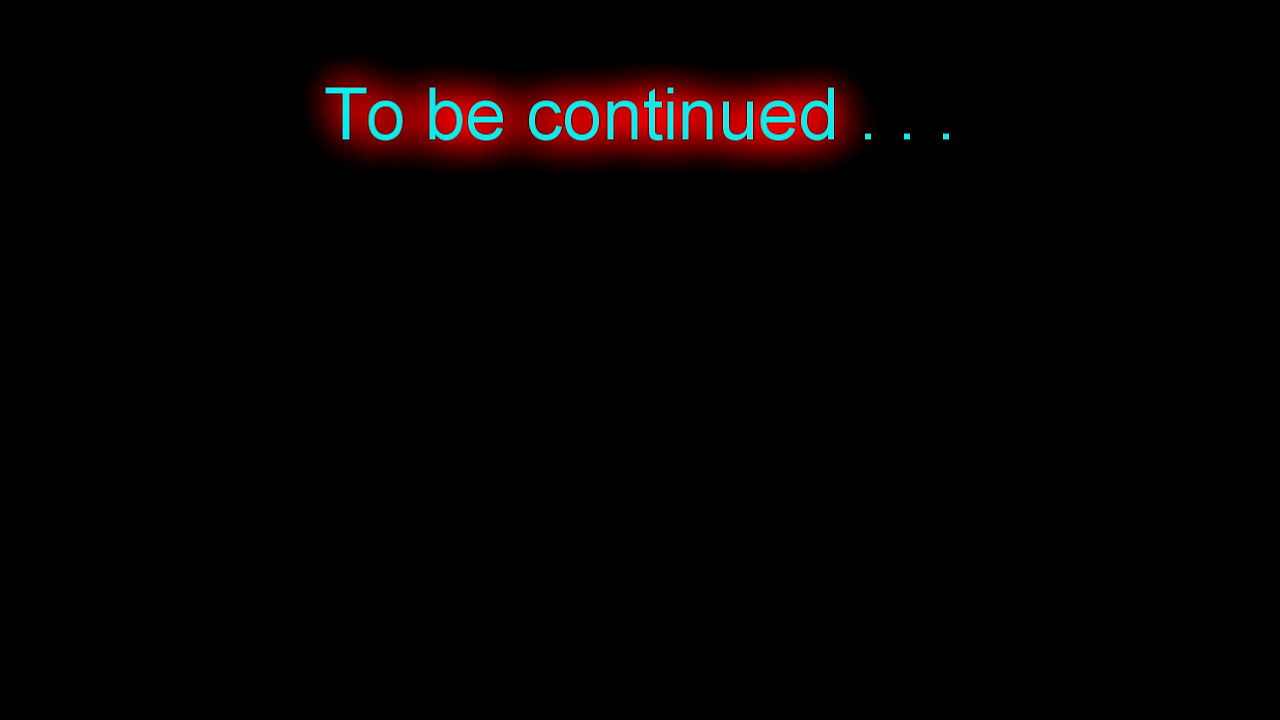 To be continued . . .